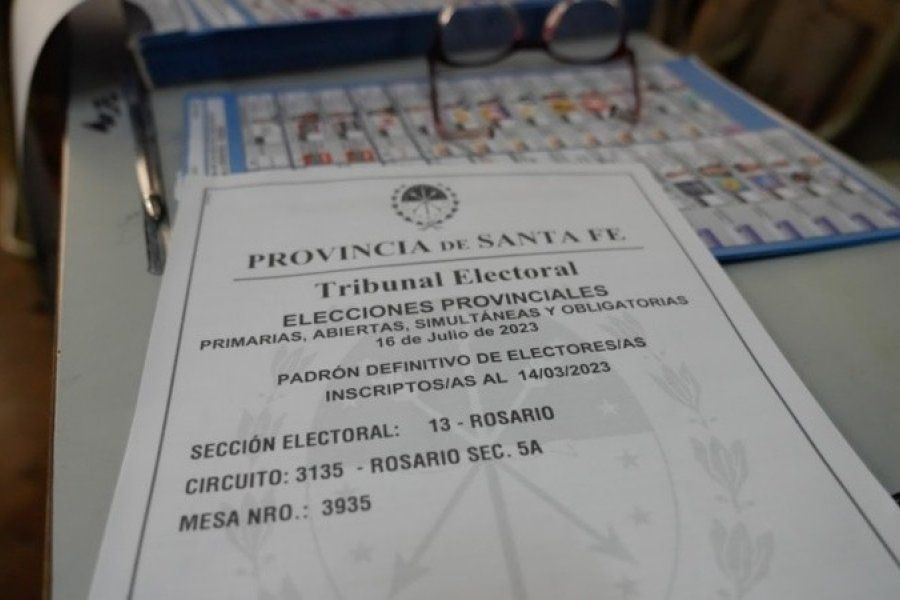 PROVINCIA DE SANTA FE
Tribunal Electoral
ELECCIONES PROVINCIALES
PRIMARIAS, ABIERTAS, SIMULTÁNEAS Y OBLIGATORIAS
16 de Julio de 2023
PADRÓN DEFINITIVO DE ELECTORES/AS
INSCRIPTOS/AS AL 14/03/2023
SECCIÓN ELECTORAL: 13 - ROSARIO
CIRCUITO: 3135 - ROSARIO SEC. 5A
MESA NRO.: 3935